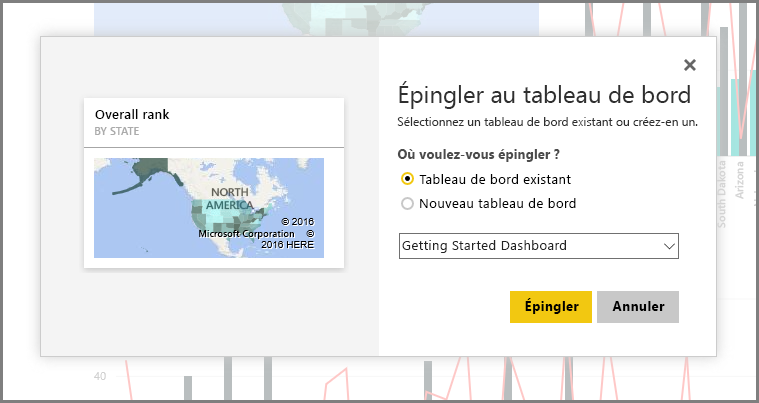 Overall rank
BY STATE
NORTH
AMERICA
© 2016
Microsoft Corporation ©
2016 HERE
Épingler au tableau de bord
Sélectionnez un tableau de bord existant ou créez-en un.
Où voulez-vous épingler ?
Tableau de bord existant
Nouveau tableau de bord
Getting Started Dashboard
Épingler
Annuler
South Dakota
Arizona
40